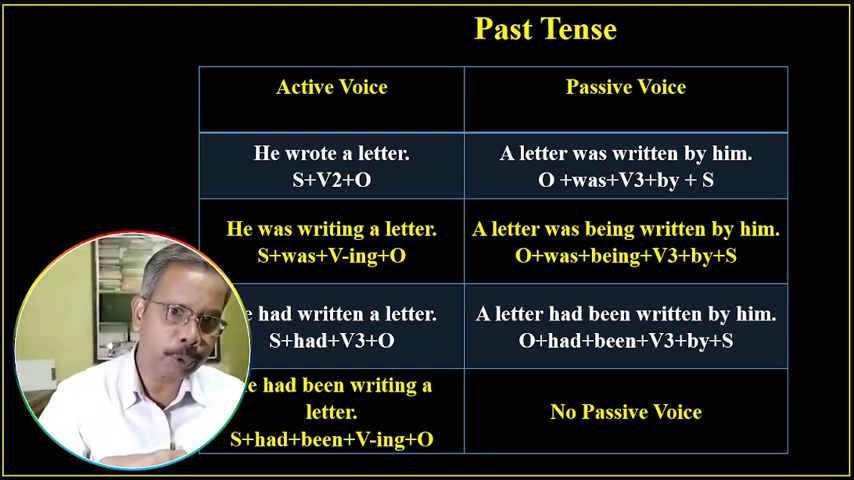 Past Tense
Active Voice
Passive Voice
He wrote a letter.
S+V2+O
A letter was written by him.
O +was+V3+by + S
He was writing a letter.
S+was+V-ing+O
A letter was being written by him.
O+was+being+V3+by+S
e had written a letter.
S+had+V3+O
A letter had been written by him.
O+had+been+V3+by+S
e had been writing a
letter.
S+had+been+V-ing+O
No Passive Voice